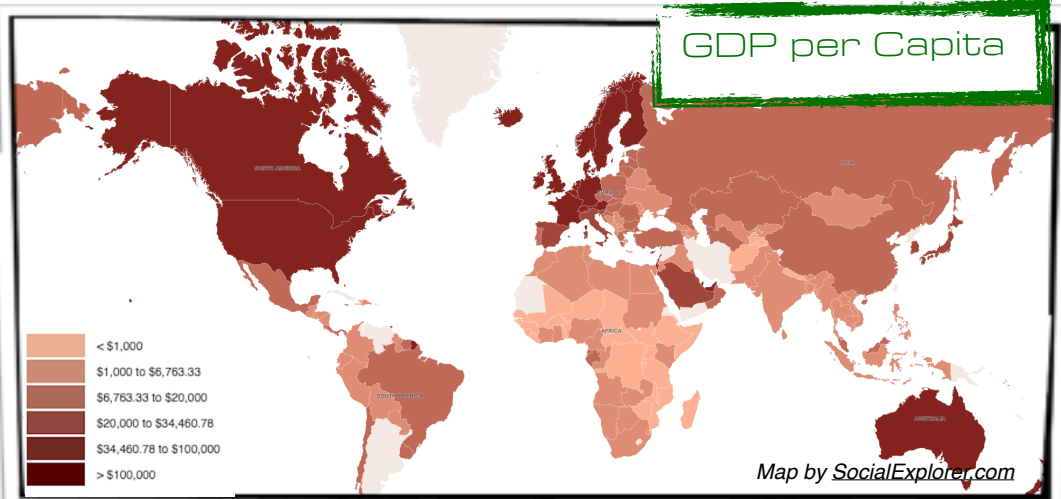 GDP per Capita
NORTH AMERICA
EUROPE
ASIA
AFRICA
SOUTH AMERICA
AUSTRALIA
< $1,000
$1,000 to $6,763.33
$6,763.33 to $20,000
$20,000 to $34,460.78
$34,460.78 to $100,000
> $100,000
Map by SocialExplorer.com